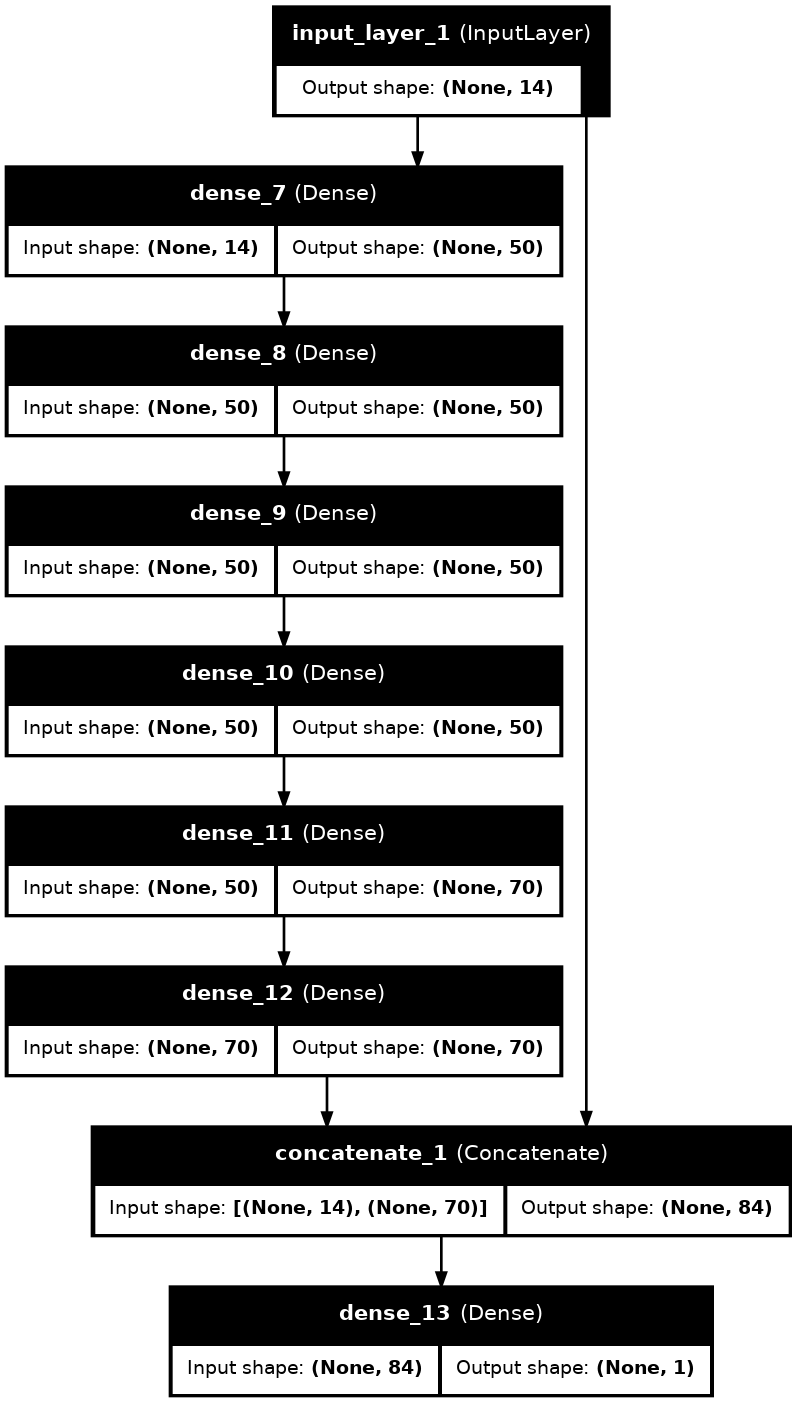 input_layer_1 (InputLayer)
Output shape: (None, 14)
dense_7 (Dense)
Input shape: (None, 14) Output shape: (None, 50)
dense_8 (Dense)
Input shape: (None, 50) Output shape: (None, 50)
dense_9 (Dense)
Input shape: (None, 50) Output shape: (None, 50)
dense_10 (Dense)
Input shape: (None, 50) Output shape: (None, 50)
dense_11 (Dense)
Input shape: (None, 50) Output shape: (None, 70)
dense_12 (Dense)
Input shape: (None, 70) Output shape: (None, 70)
concatenate_1 (Concatenate)
Input shape: [(None, 14), (None, 70)] Output shape: (None, 84)
dense_13 (Dense)
Input shape: (None, 84) Output shape: (None, 1)